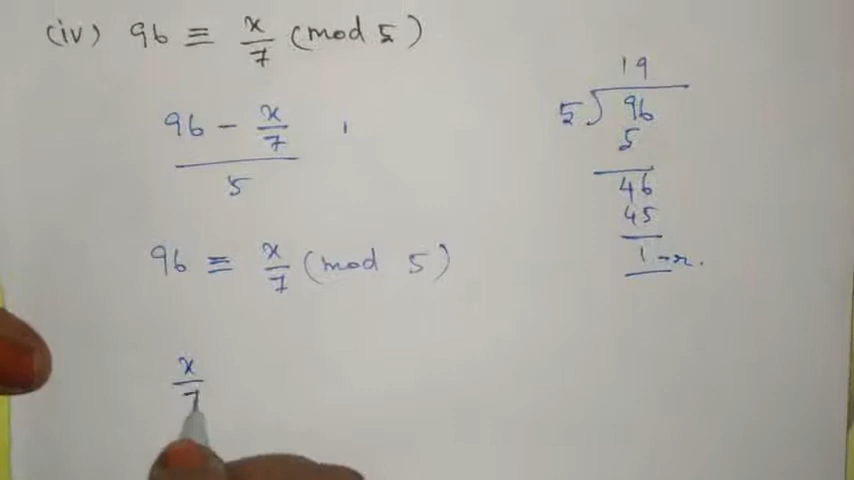 (iv) 96 ≡ x/7 (mod 5)
96 - x/7 ,
5
96 ≡ x/7 (mod 5)
x/7
19
5) 96
5
46
45
1 → r.